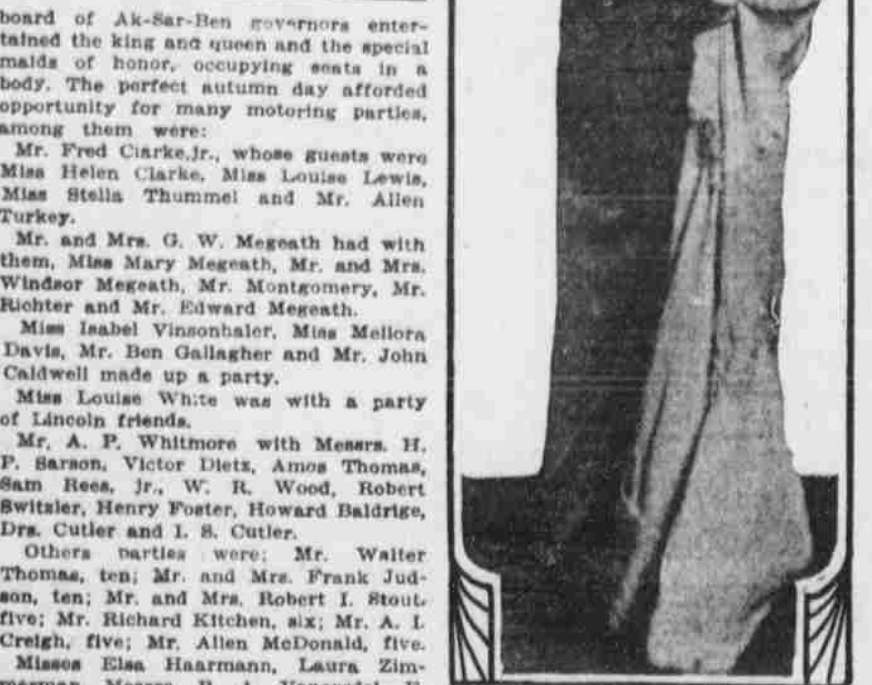 board of Ak-Sar-Ben governors enter-
tained the king and queen and the special
maids of honor, occupying seats in a
body. The perfect autumn day afforded
opportunity for many motoring parties,
among them were:
Mr. Fred Clarke,jr., whose guests were
Miss Helen Clarke, Miss Louise Lewis,
Miss Stella Thummel and Mr. Allen
Turkey.
Mr. and Mrs. G. W. Megeath had with
them, Miss Mary Megeath, Mr. and Mrs.
Windsor Megeath, Mr. Montgomery, Mr.
Richter and Mr. Edward Megeath.
Miss Isabel Vinsonhaler, Miss Mellora
Davis, Mr. Ben Gallagher and Mr. John
Caldwell made up a party.
Miss Louise White was with a party
of Lincoln friends.
Mr. A. P. Whitmore with Messrs. H.
P. Sarson, Victor Dietz, Amos Thomas,
Sam Rees, jr., W. R. Wood, Robert
Switzler, Henry Foster, Howard Baldrige,
Drs. Cutler and I. S. Cutler.
Others parties were: Mr. Walter
Thomas, ten; Mr. and Mrs. Frank Jud-
son, ten; Mr. and Mrs. Robert I. Stout,
five; Mr. Richard Kitchen, six; Mr. A. I.
Creigh, five; Mr. Allen McDonald, five.
Misses Elsa Haarmann, Laura Zim-